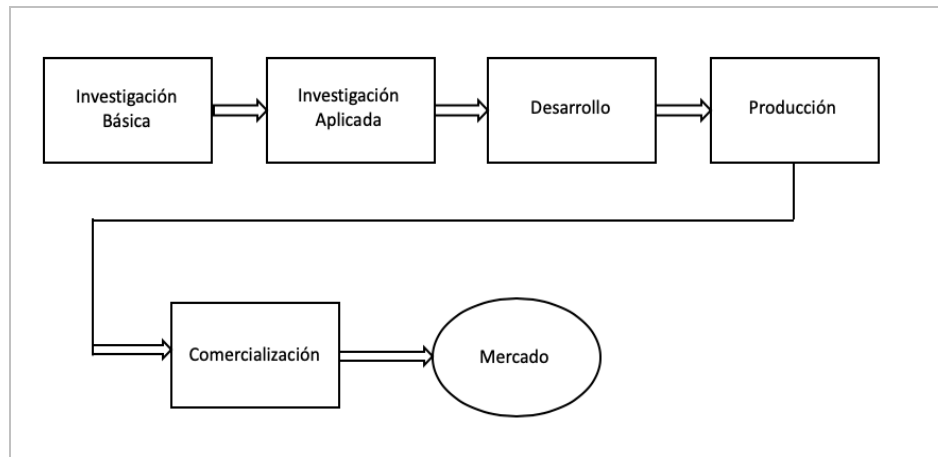 Investigación
Básica
Investigación
Aplicada
Desarrollo
Producción
Comercialización
Mercado